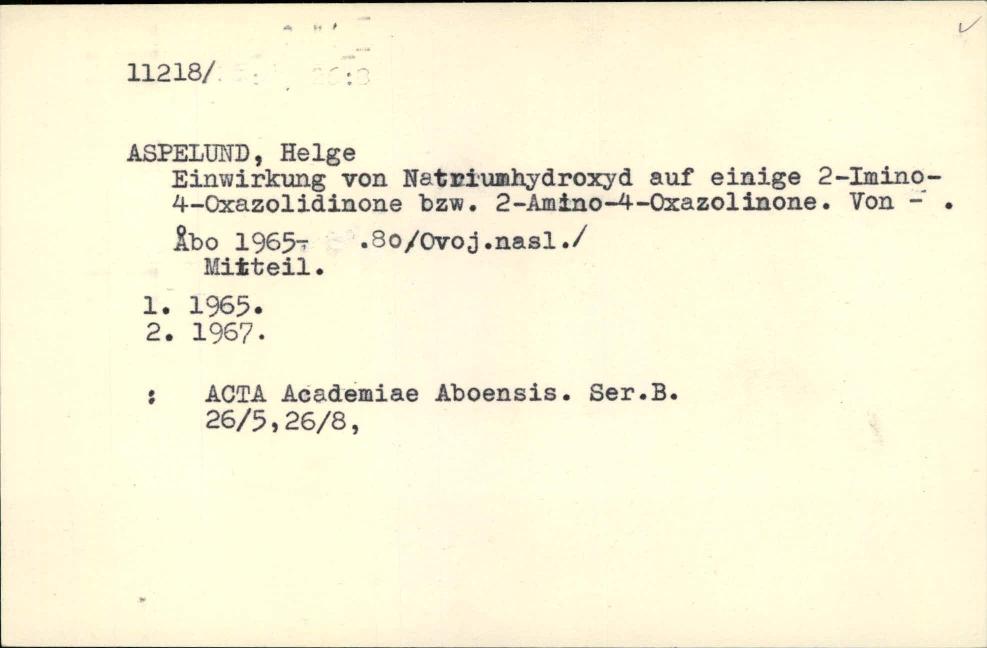 11218/
ASPELUND, Helge
Einwirkung von Natriumhydroxyd auf einige 2-Imino-
4-Oxazolidinone bzw. 2-Amino-4-Oxazolinone. Von - .
Åbo 1965- .80/Ovoj.nasl./
Mitteil.
1. 1965.
2. 1967.
: ACTA Academiae Aboensis. Ser.B.
26/5,26/8,